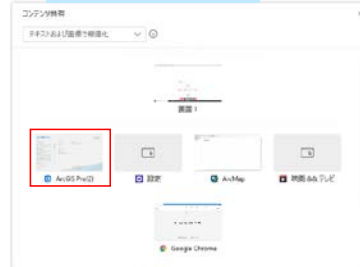 コンテンツ共有
テキストおよび画像で最適化
画面 1
ArcGIS Pro(2)
設定
ArcMap
映画 && テレビ
Google Chrome